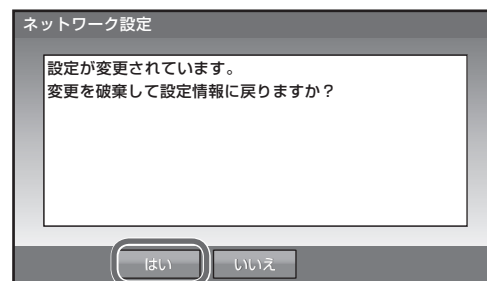 ネットワーク設定
設定が変更されています。
変更を破棄して設定情報に戻りますか？
はい
いいえ